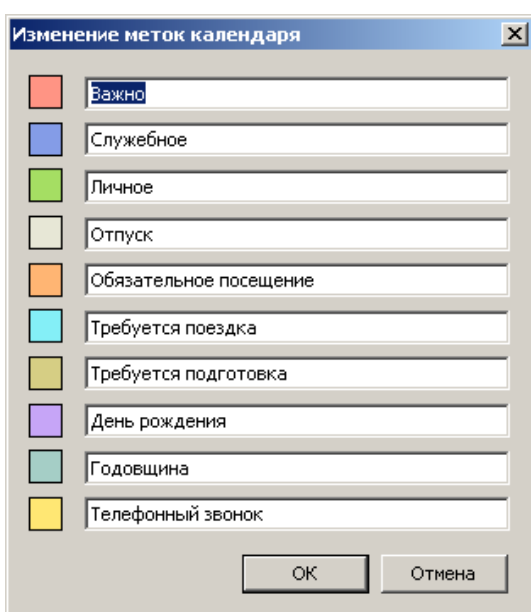 Изменение меток календаря
Важно
Служебное
Личное
Отпуск
Обязательное посещение
Требуется поездка
Требуется подготовка
День рождения
Годовщина
Телефонный звонок
ОК
Отмена